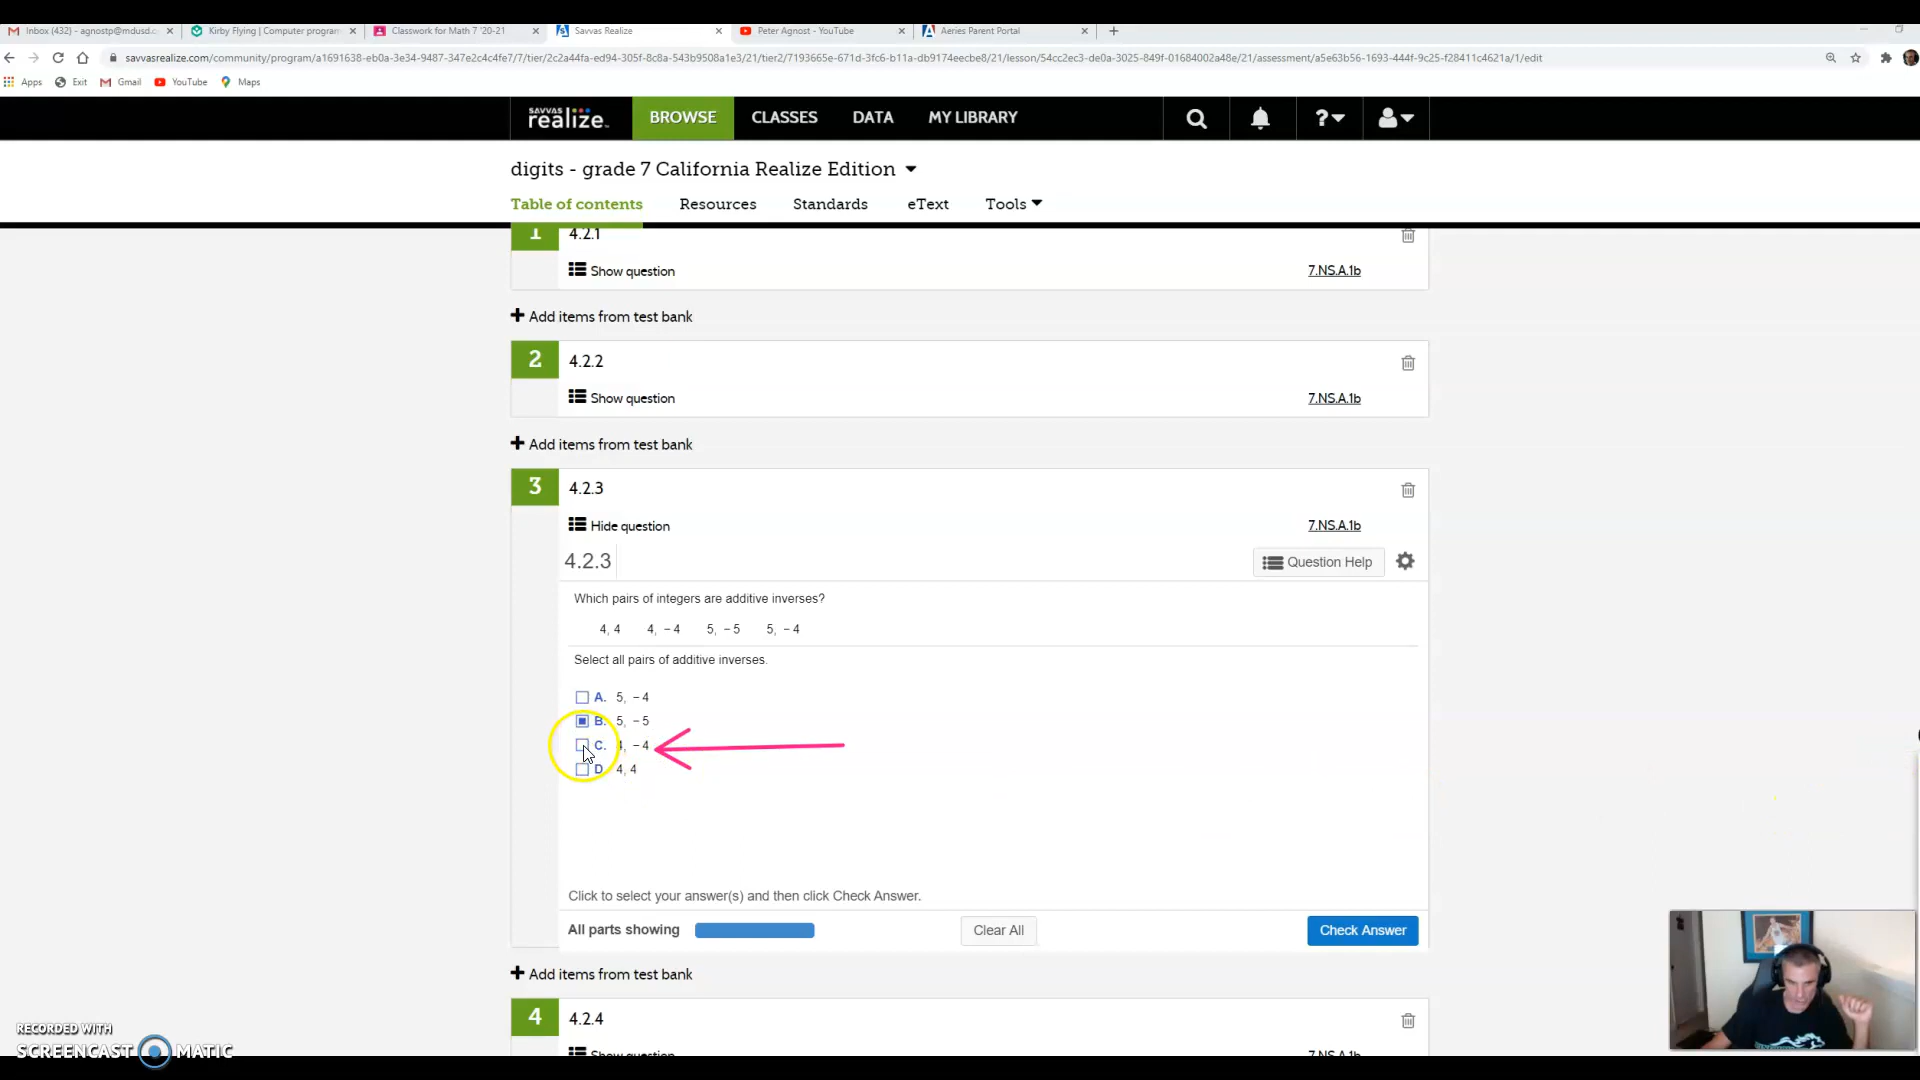 Inbox (432) - agnostp@mdusd.o
Kirby Flying | Computer program
Classwork for Math 7 '20-21
Savvas Realize
Peter Agnost - YouTube
Aeries Parent Portal
savvasrealize.com/community/program/a1691638-eb0a-3e34-9487-347e2c4c4fe7/7/tier/2c2a44fa-ed94-305f-8c8a-543b9508a1e3/21/tier2/7193665e-671d-3fc6-b11a-db9174eecbe8/21/lesson/54cc2ec3-de0a-3025-849f-01684002a48e/21/assessment/a5e63b56-1693-444f-9c25-f28411c4621a/1/edit
Apps Exit Gmail YouTube Maps
SAVVAS
realize™ BROWSE CLASSES DATA MY LIBRARY ?
digits - grade 7 California Realize Edition
Table of contents Resources Standards eText Tools
1 4.2.1
Show question 7.NS.A.1b
Add items from test bank
2 4.2.2
Show question 7.NS.A.1b
Add items from test bank
3 4.2.3
Hide question 7.NS.A.1b
4.2.3 Question Help
Which pairs of integers are additive inverses?
4, 4 4, −4 5, −5 5, −4
Select all pairs of additive inverses.
A. 5, −4
B. 5, −5
C. 4, −4
D. 4, 4
Click to select your answer(s) and then click Check Answer.
All parts showing Clear All Check Answer
Add items from test bank
4 4.2.4
Show question 7.NS.A.1b
RECORDED WITH
SCREENCAST MATIC